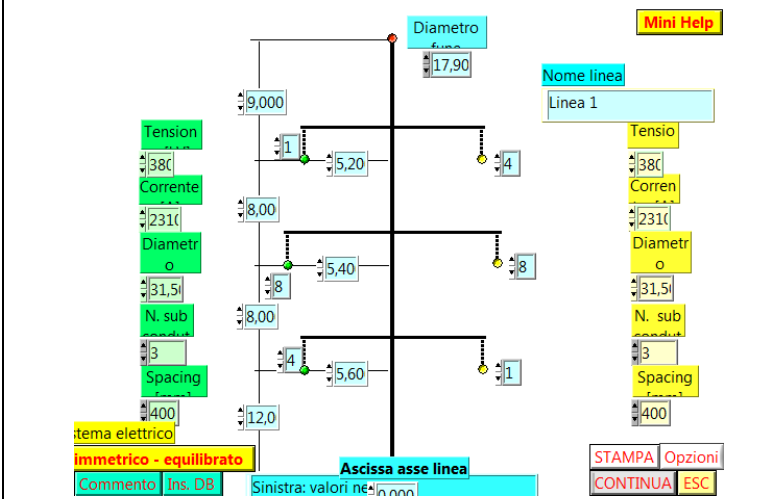 Diametro
17,90
Mini Help
Nome linea
Linea 1
9,000
Tension
380
Corrente
2310
Diametr
o
31,50
N. sub
3
Spacing
[mm]
400
1
5,20
4
8,00
5,40
8
8
8,00
4
5,60
1
12,0
Tensio
380
Corren
2310
Diametr
o
31,5
N. sub
3
Spacing
[mm]
400
stema elettrico
immetrico - equilibrato
Commento
Ins. DB
Ascissa asse linea
Sinistra: valori ne
0,000
STAMPA
Opzioni
CONTINUA
ESC